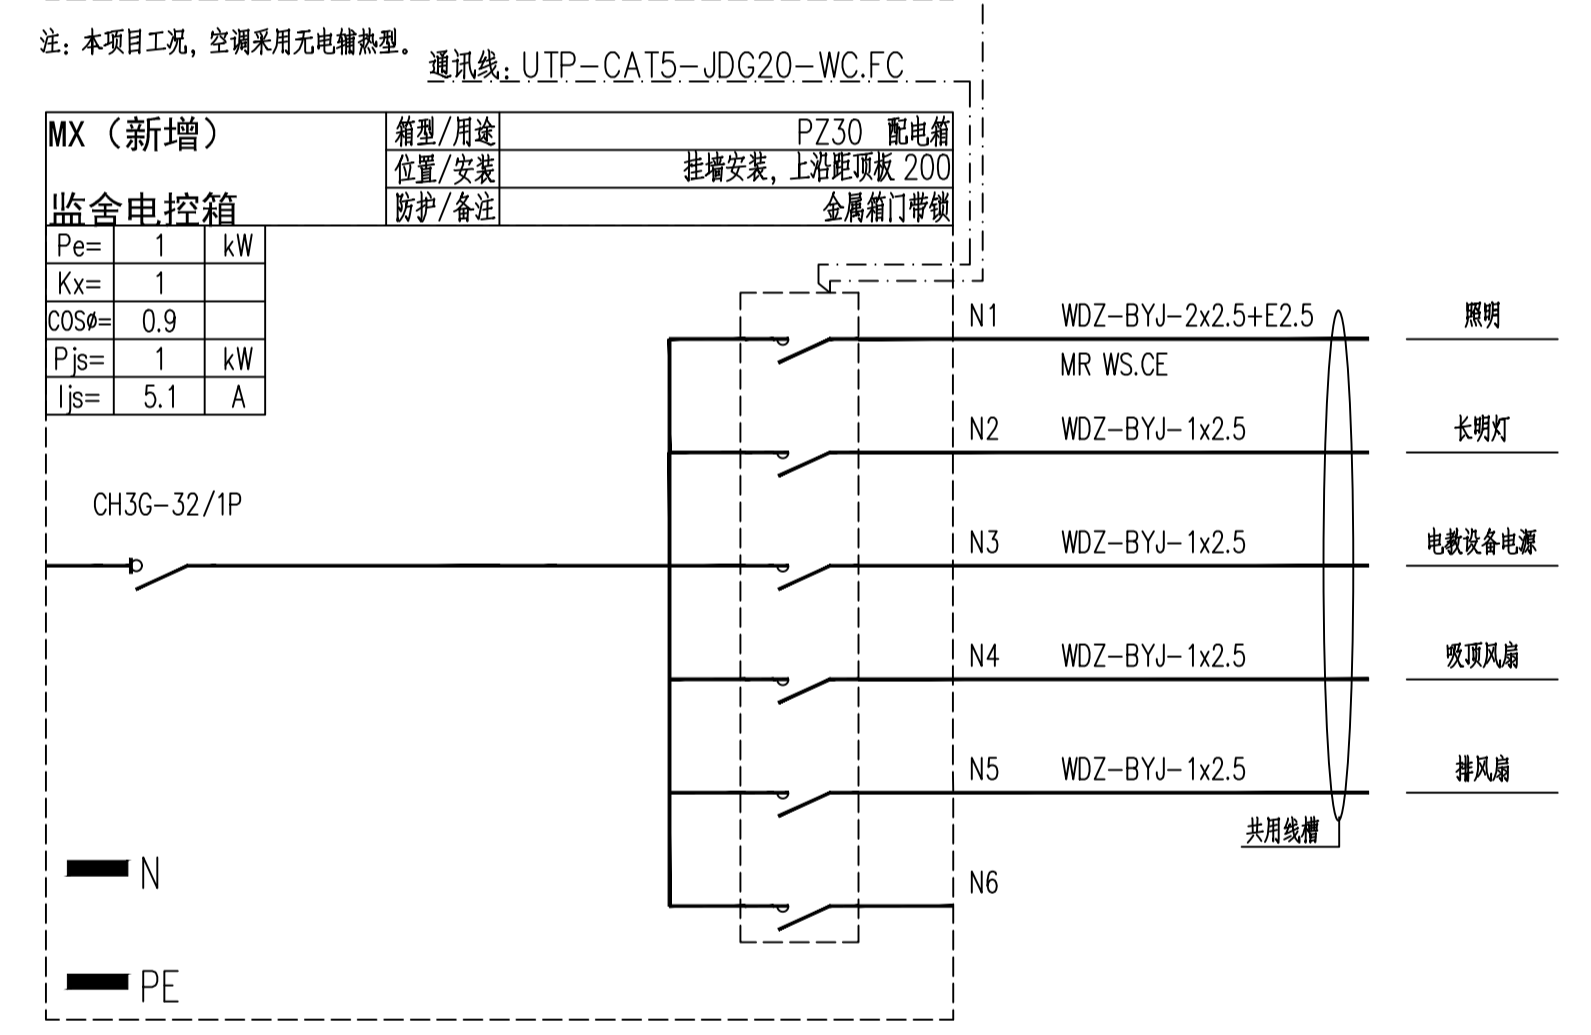 注：本项目工况，空调采用无电辅热型。
通讯线：UTP-CAT5-JDG20-WC.FC
MX（新增）
监舍电控箱
箱型/用途 PZ30 配电箱
位置/安装 挂墙安装，上沿距顶板 200
防护/备注 金属箱门带锁
Pe= 1 kW
Kx= 1
COSø= 0.9
Pjs= 1 kW
Ijs= 5.1 A
CH3G-32/1P
N1 WDZ-BYJ-2x2.5+E2.5 照明
MR WS.CE
N2 WDZ-BYJ-1x2.5 长明灯
N3 WDZ-BYJ-1x2.5 电教设备电源
N4 WDZ-BYJ-1x2.5 吸顶风扇
N5 WDZ-BYJ-1x2.5 排风扇
共用线槽
N6
N
PE